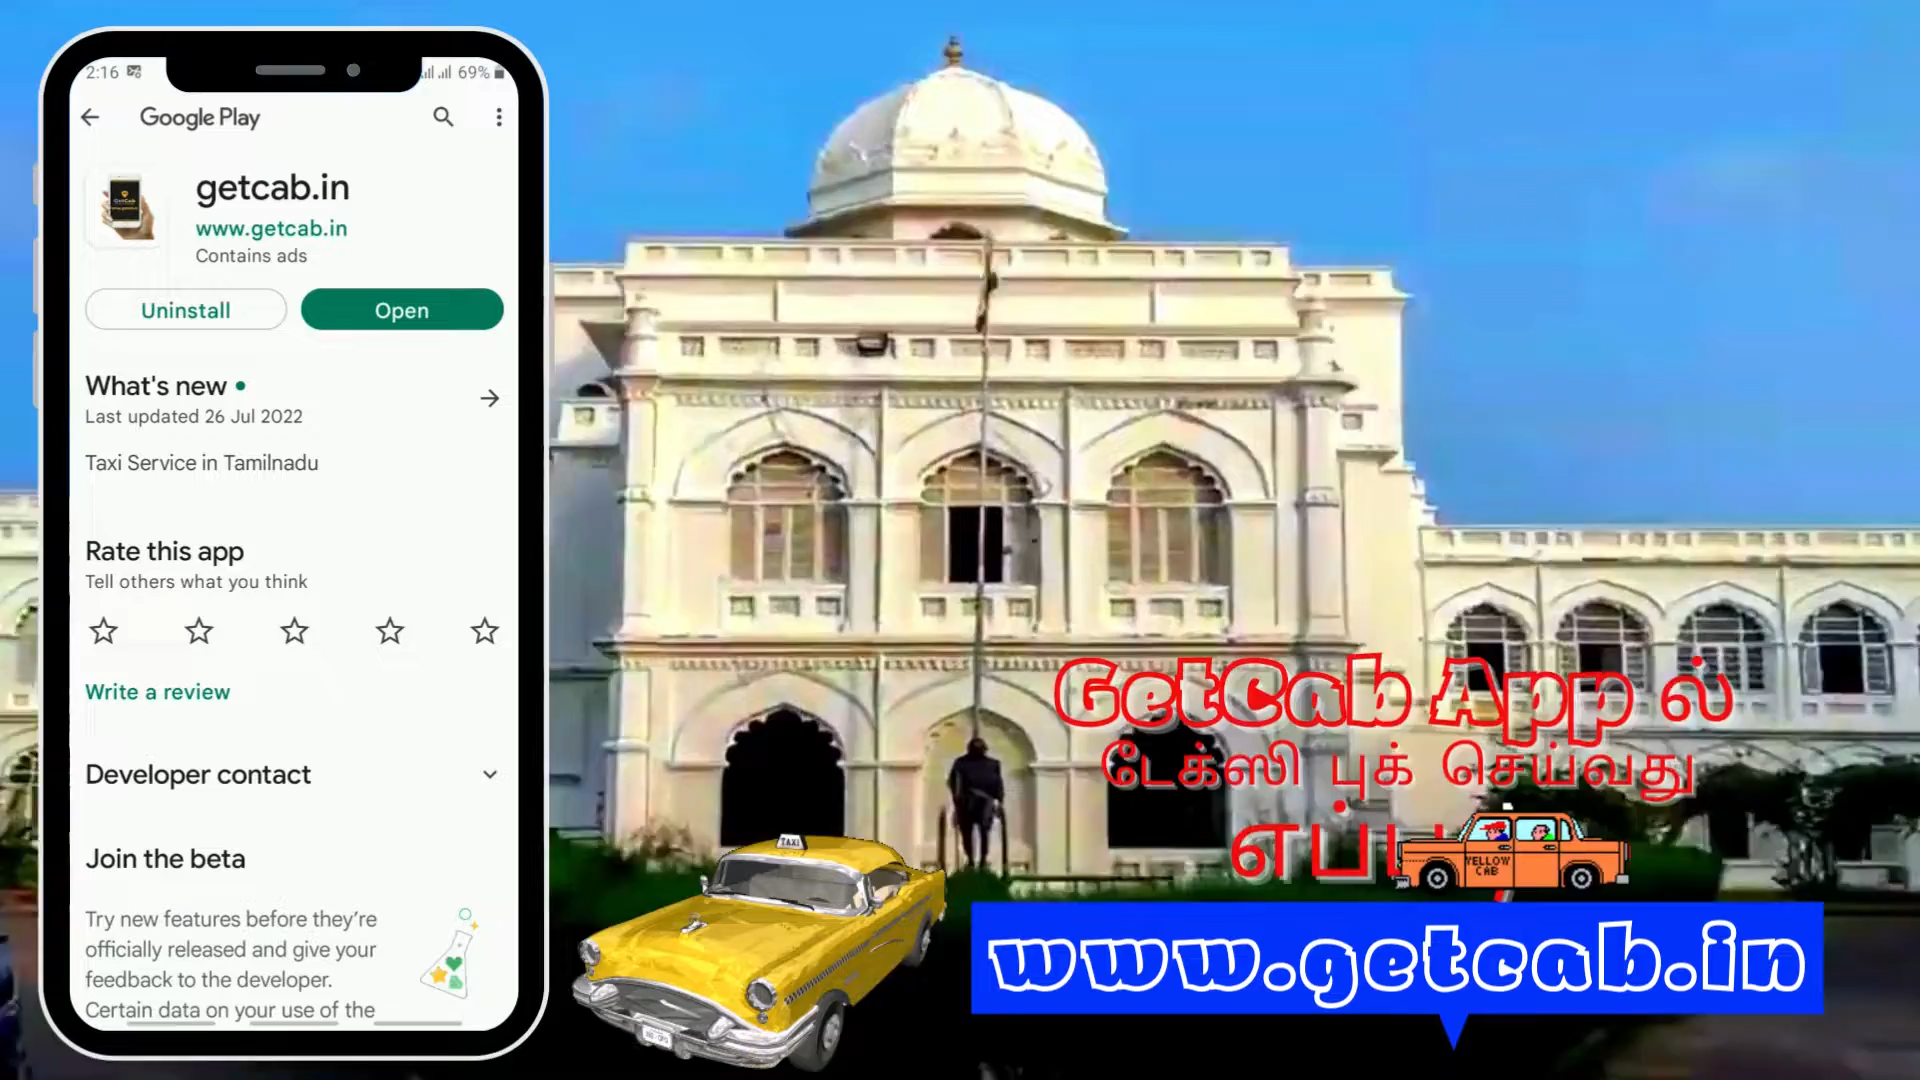 2:16
69%
Google Play
getcab.in
www.getcab.in
Contains ads
Uninstall
Open
What's new
Last updated 26 Jul 2022
Taxi Service in Tamilnadu
Rate this app
Tell others what you think
Write a review
Developer contact
Join the beta
Try new features before they're
officially released and give your
feedback to the developer.
Certain data on your use of the
GetCab App ல்
டேக்ஸி புக் செய்வது
TAXI
YELLOW
CAB
www.getcab.in